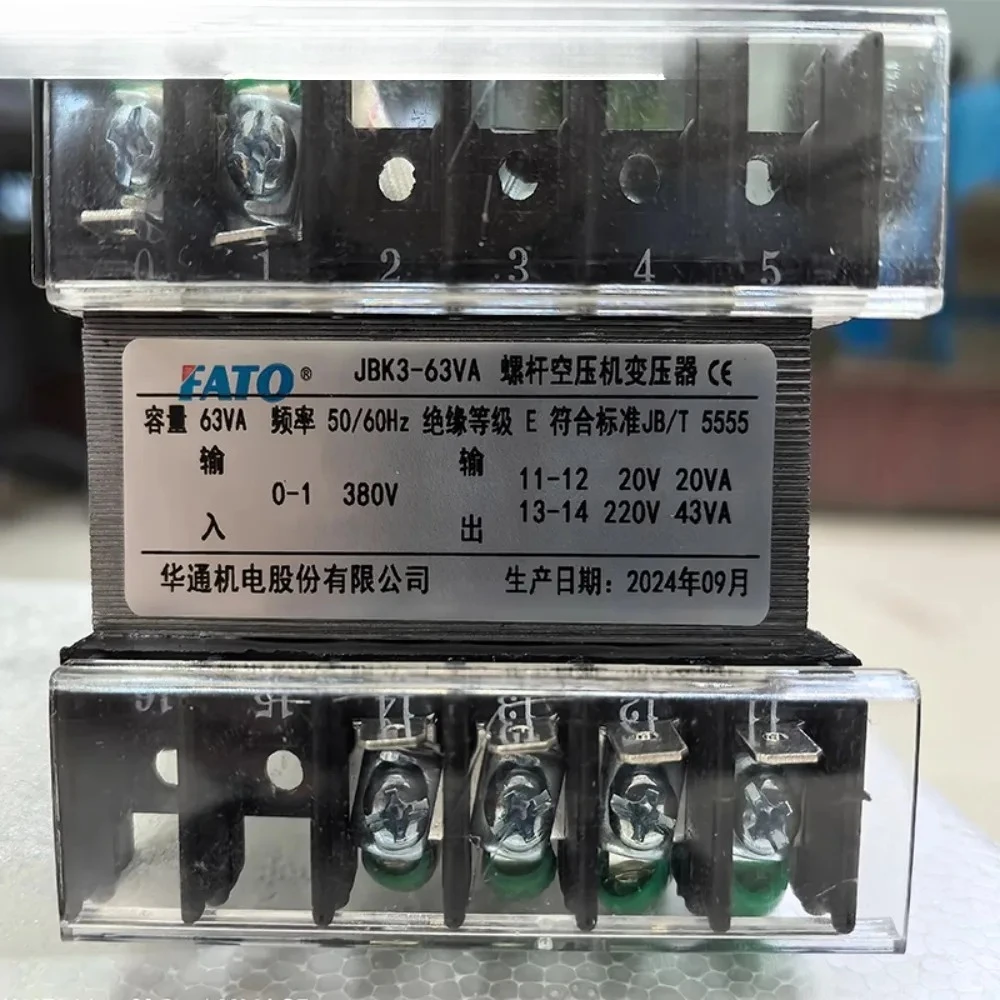 0 1 2 3 4 5
FATO® JBK3-63VA 螺杆空压机变压器 CE
容量 63VA 频率 50/60Hz 绝缘等级 E 符合标准JB/T 5555
输入 0-1 380V 输出 11-12 20V 20VA
13-14 220V 43VA
华通机电股份有限公司 生产日期：2024年09月
16 15 14 13 12 11